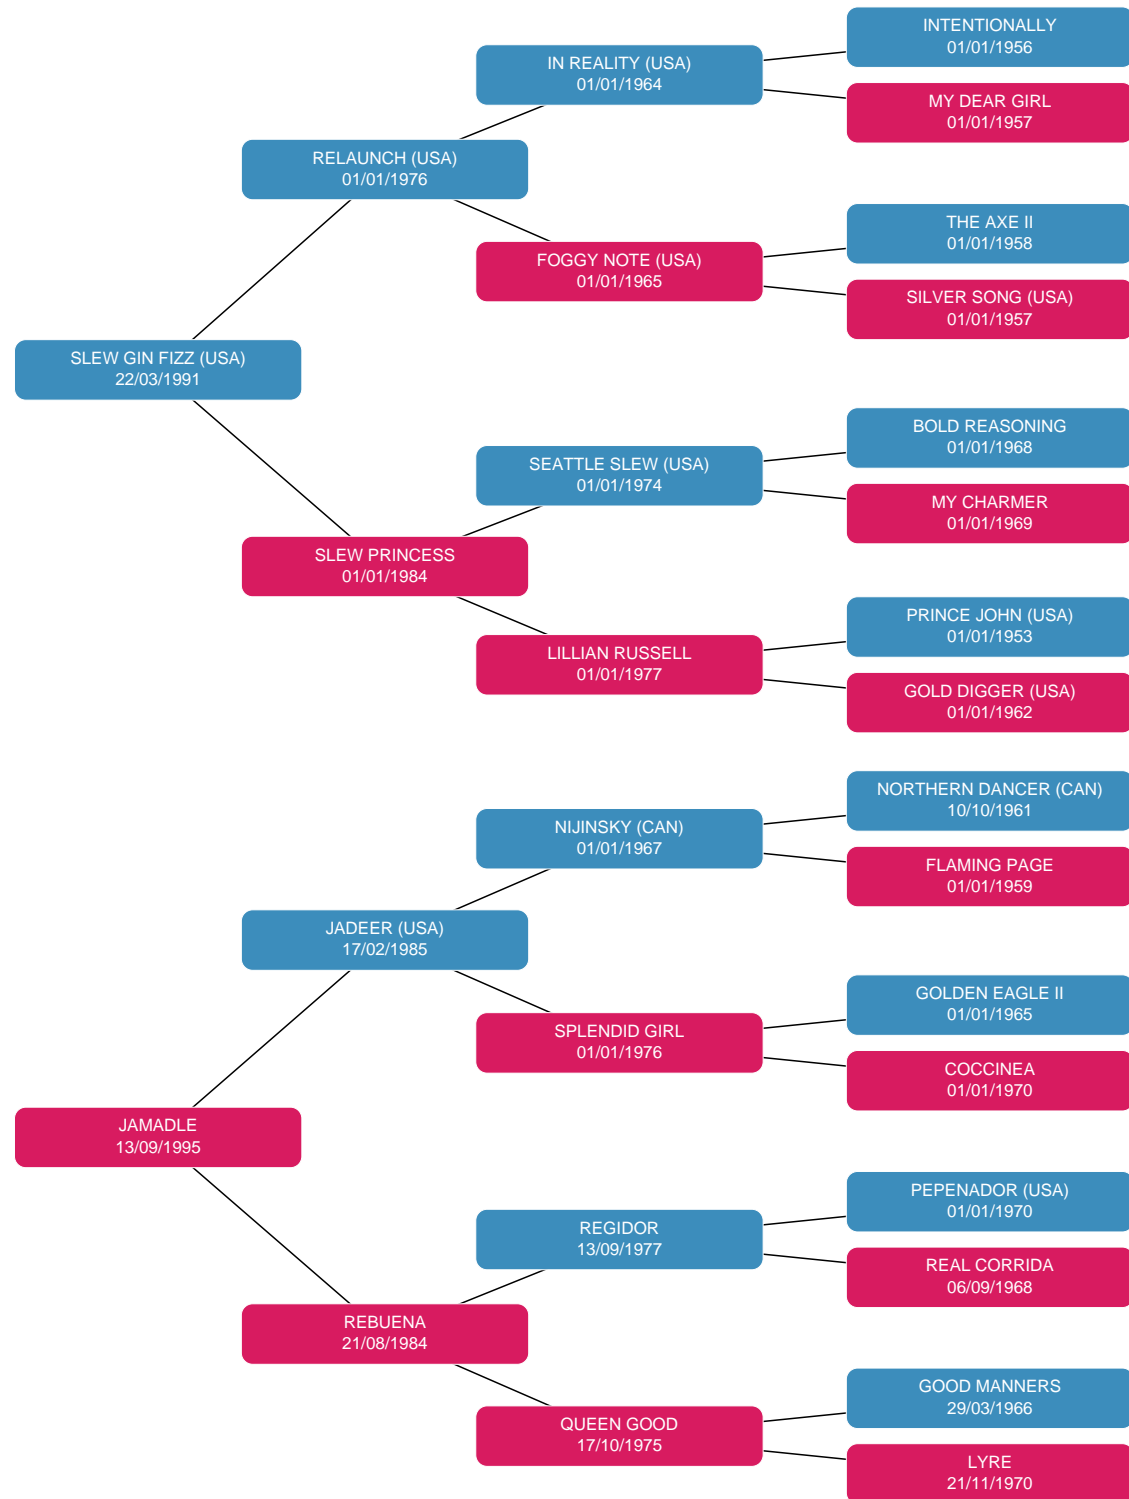 INTENTIONALLY
01/01/1956
IN REALITY (USA)
01/01/1964
MY DEAR GIRL
01/01/1957
RELAUNCH (USA)
01/01/1976
THE AXE II
01/01/1958
FOGGY NOTE (USA)
01/01/1965
SILVER SONG (USA)
01/01/1957
SLEW GIN FIZZ (USA)
22/03/1991
BOLD REASONING
01/01/1968
SEATTLE SLEW (USA)
01/01/1974
MY CHARMER
01/01/1969
SLEW PRINCESS
01/01/1984
PRINCE JOHN (USA)
01/01/1953
LILLIAN RUSSELL
01/01/1977
GOLD DIGGER (USA)
01/01/1962
NORTHERN DANCER (CAN)
10/10/1961
NIJINSKY (CAN)
01/01/1967
FLAMING PAGE
01/01/1959
JADEER (USA)
17/02/1985
GOLDEN EAGLE II
01/01/1965
SPLENDID GIRL
01/01/1976
COCCINEA
01/01/1970
JAMADLE
13/09/1995
PEPENADOR (USA)
01/01/1970
REGIDOR
13/09/1977
REAL CORRIDA
06/09/1968
REBUENA
21/08/1984
GOOD MANNERS
29/03/1966
QUEEN GOOD
17/10/1975
LYRE
21/11/1970